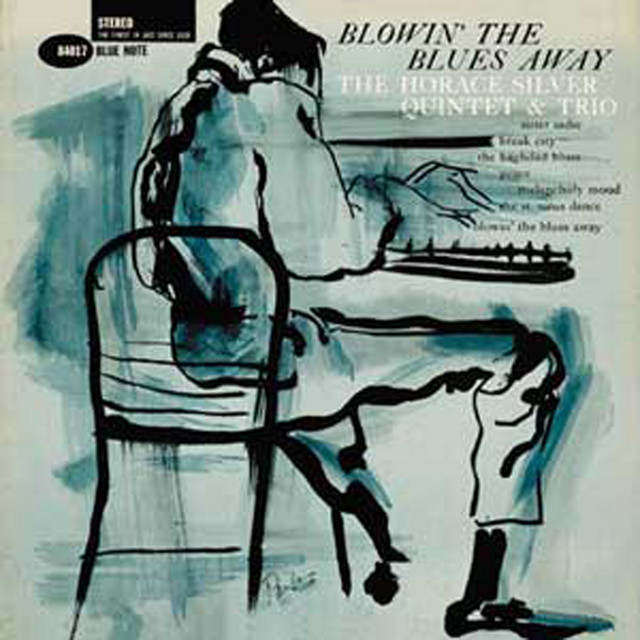 STEREO
THE FINEST IN JAZZ SINCE 1939
84017 BLUE NOTE
BLOWIN' THE
BLUES AWAY
THE HORACE SILVER
QUINTET & TRIO
sister sadie
break city
the baghdad blues
peace
melancholy mood
the st. vitus dance
blowin' the blues away